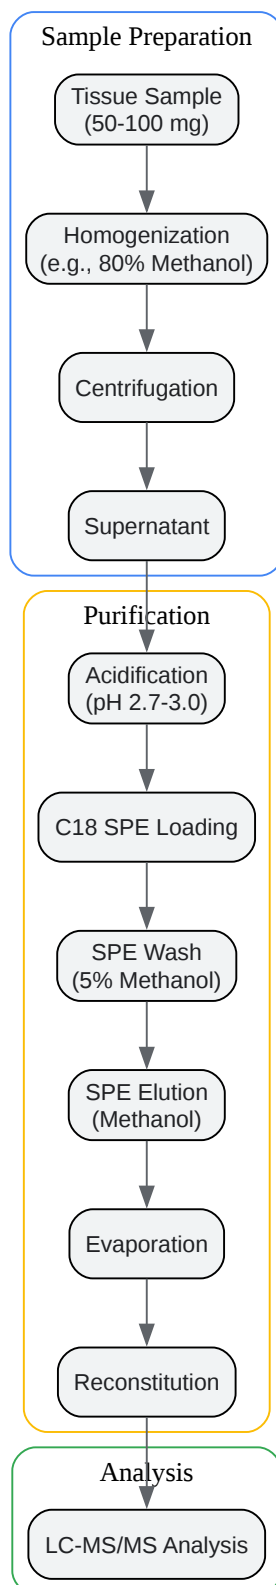 Sample Preparation
Tissue Sample
(50-100 mg)
Homogenization
(e.g., 80% Methanol)
Centrifugation
Supernatant
Purification
Acidification
(pH 2.7-3.0)
C18 SPE Loading
SPE Wash
(5% Methanol)
SPE Elution
(Methanol)
Evaporation
Reconstitution
Analysis
LC-MS/MS Analysis